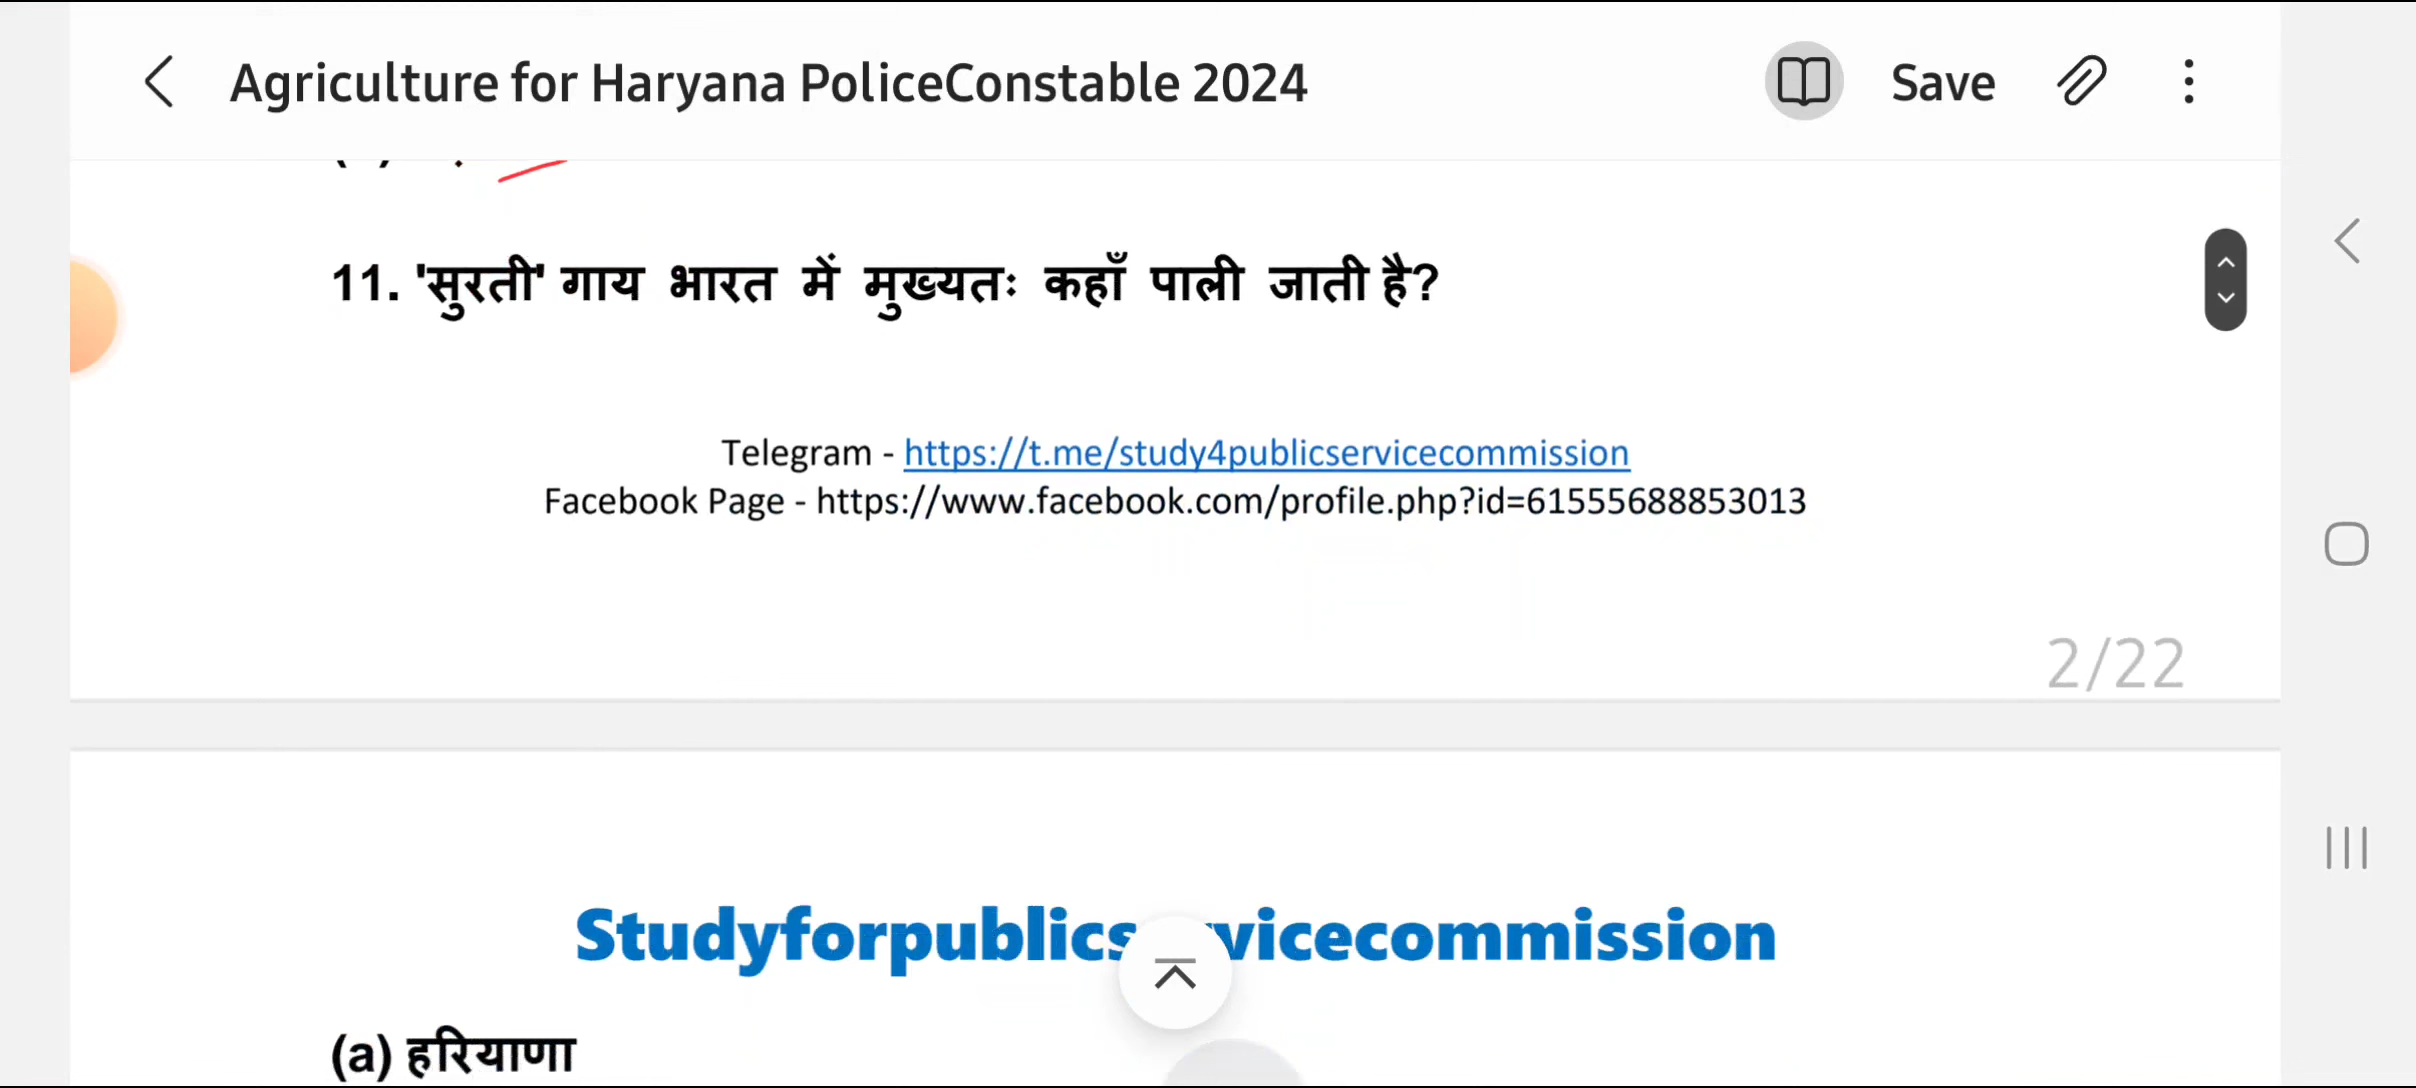 Agriculture for Haryana PoliceConstable 2024
Save
11. 'सुरती' गाय भारत में मुख्यतः कहाँ पाली जाती है?
Telegram - https://t.me/study4publicservicecommission
Facebook Page - https://www.facebook.com/profile.php?id=61555688853013
2/22
(a) हरियाणा